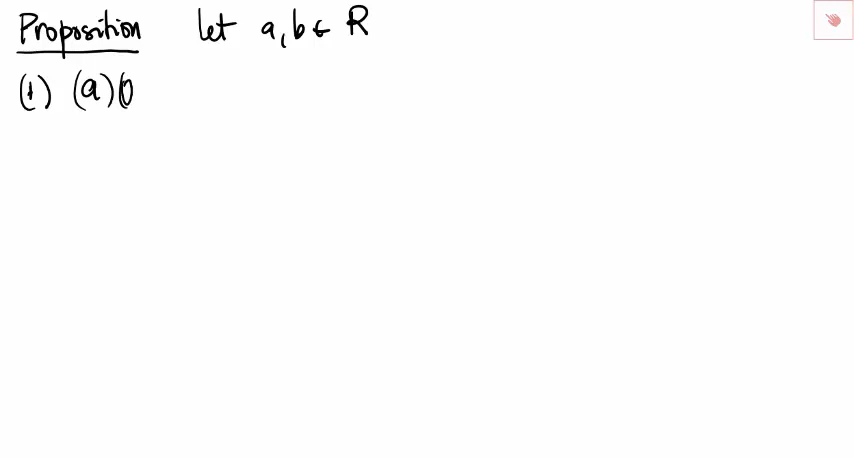 Proposition let a, b ∈ R
(1) (a)(